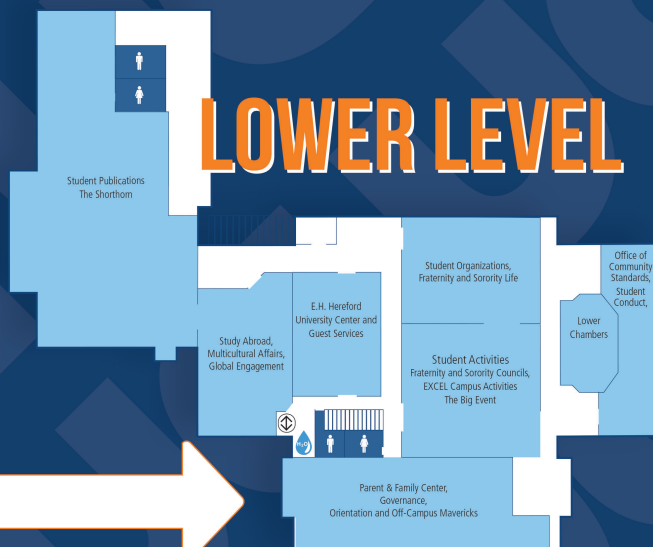 LOWER LEVEL
Student Publications
The Shorthorn
Student Organizations,
Fraternity and Sorority Life
Office of
Community
Standards,
Student
Conduct,
E.H. Hereford
University Center and
Guest Services
Lower
Chambers
Study Abroad,
Multicultural Affairs,
Global Engagement
Student Activities
Fraternity and Sorority Councils,
EXCEL Campus Activities
The Big Event
H₂O
Parent & Family Center,
Governance,
Orientation and Off-Campus Mavericks